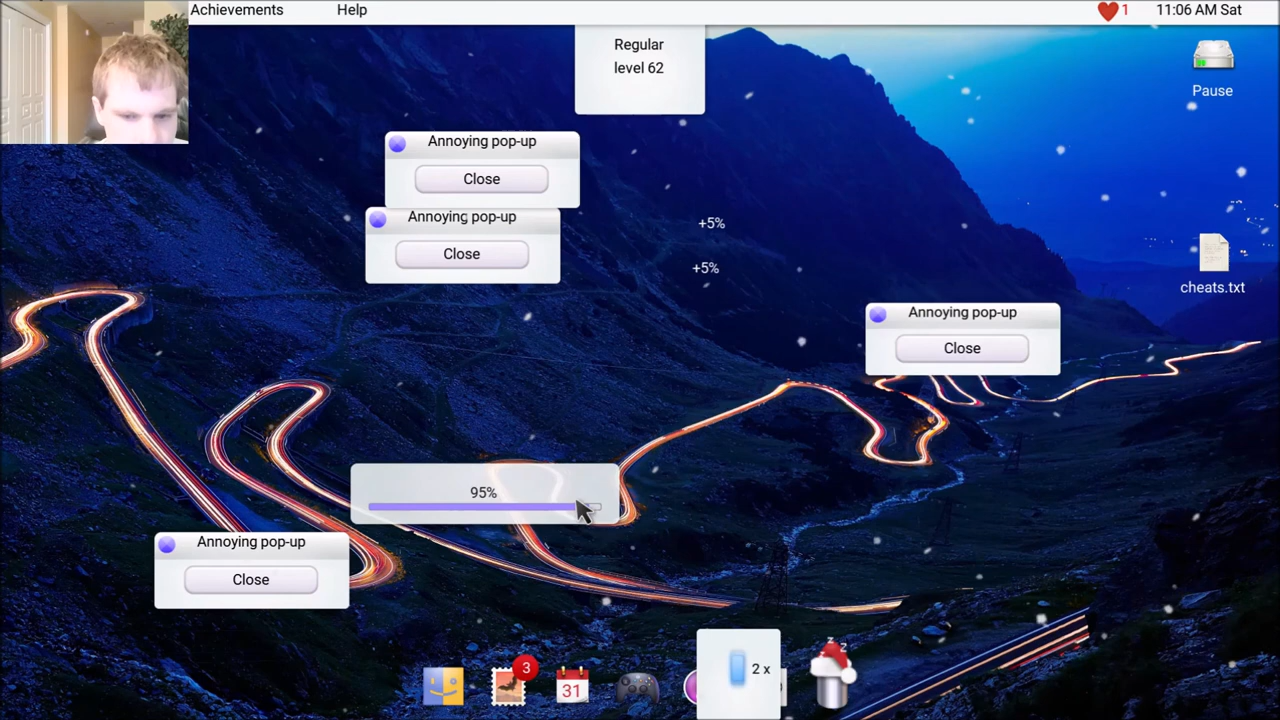 Achievements
Help
1
11:06 AM Sat
Regular
level 62
Pause
Annoying pop-up
Close
Annoying pop-up
Close
+5%
+5%
cheats.txt
Annoying pop-up
Close
95%
Annoying pop-up
Close
3
31
2 x
z
z